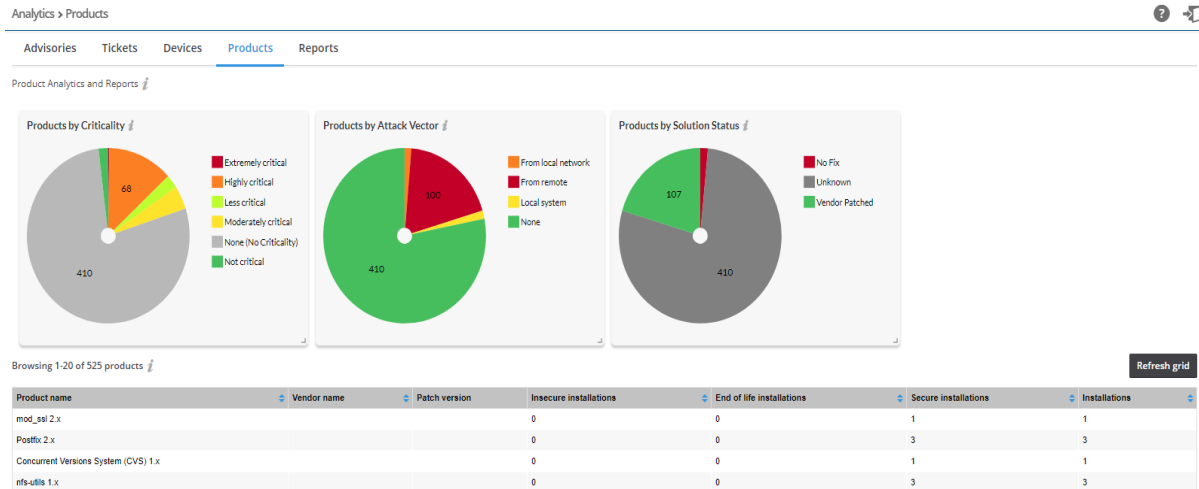 Analytics > Products
Advisories Tickets Devices Products Reports
Product Analytics and Reports
Products by Criticality
68
410
Extremely critical
Highly critical
Less critical
Moderately critical
None (No Criticality)
Not critical
Products by Attack Vector
100
410
From local network
From remote
Local system
None
Products by Solution Status
107
410
No Fix
Unknown
Vendor Patched
Browsing 1-20 of 525 products
Refresh grid
Product name Vendor name Patch version Insecure installations End of life installations Secure installations Installations
mod_ssl 2.x 0 0 1 1
Postfix 2.x 0 0 3 3
Concurrent Versions System (CVS) 1.x 0 0 1 1
nfs-utils 1.x 0 0 3 3